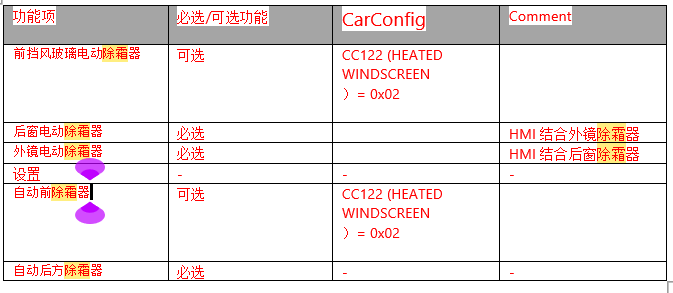 功能项 必选/可选功能 CarConfig Comment
前挡风玻璃电动除霜器 可选 CC122 (HEATED
WINDSCREEN
）= 0x02
后窗电动除霜器 必选 HMI 结合外镜除霜器
外镜电动除霜器 必选 HMI 结合后窗除霜器
设置 - - -
自动前除霜器 可选 CC122 (HEATED
WINDSCREEN
）= 0x02
自动后方除霜器 必选 - -